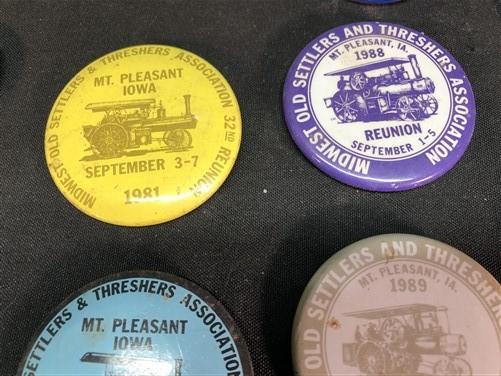 MIDWEST OLD SETTLERS & THRESHERS ASSOCIATION 32ND REUNION
MT. PLEASANT
IOWA
SEPTEMBER 3-7
1981
MIDWEST OLD SETTLERS AND THRESHERS ASSOCIATION
MT. PLEASANT, IA.
1988
REUNION
SEPTEMBER 1-5
SETTLERS & THRESHERS ASSOCIATION
MT. PLEASANT
IOWA
OLD SETTLERS AND THRESHERS
MT. PLEASANT, IA.
1989